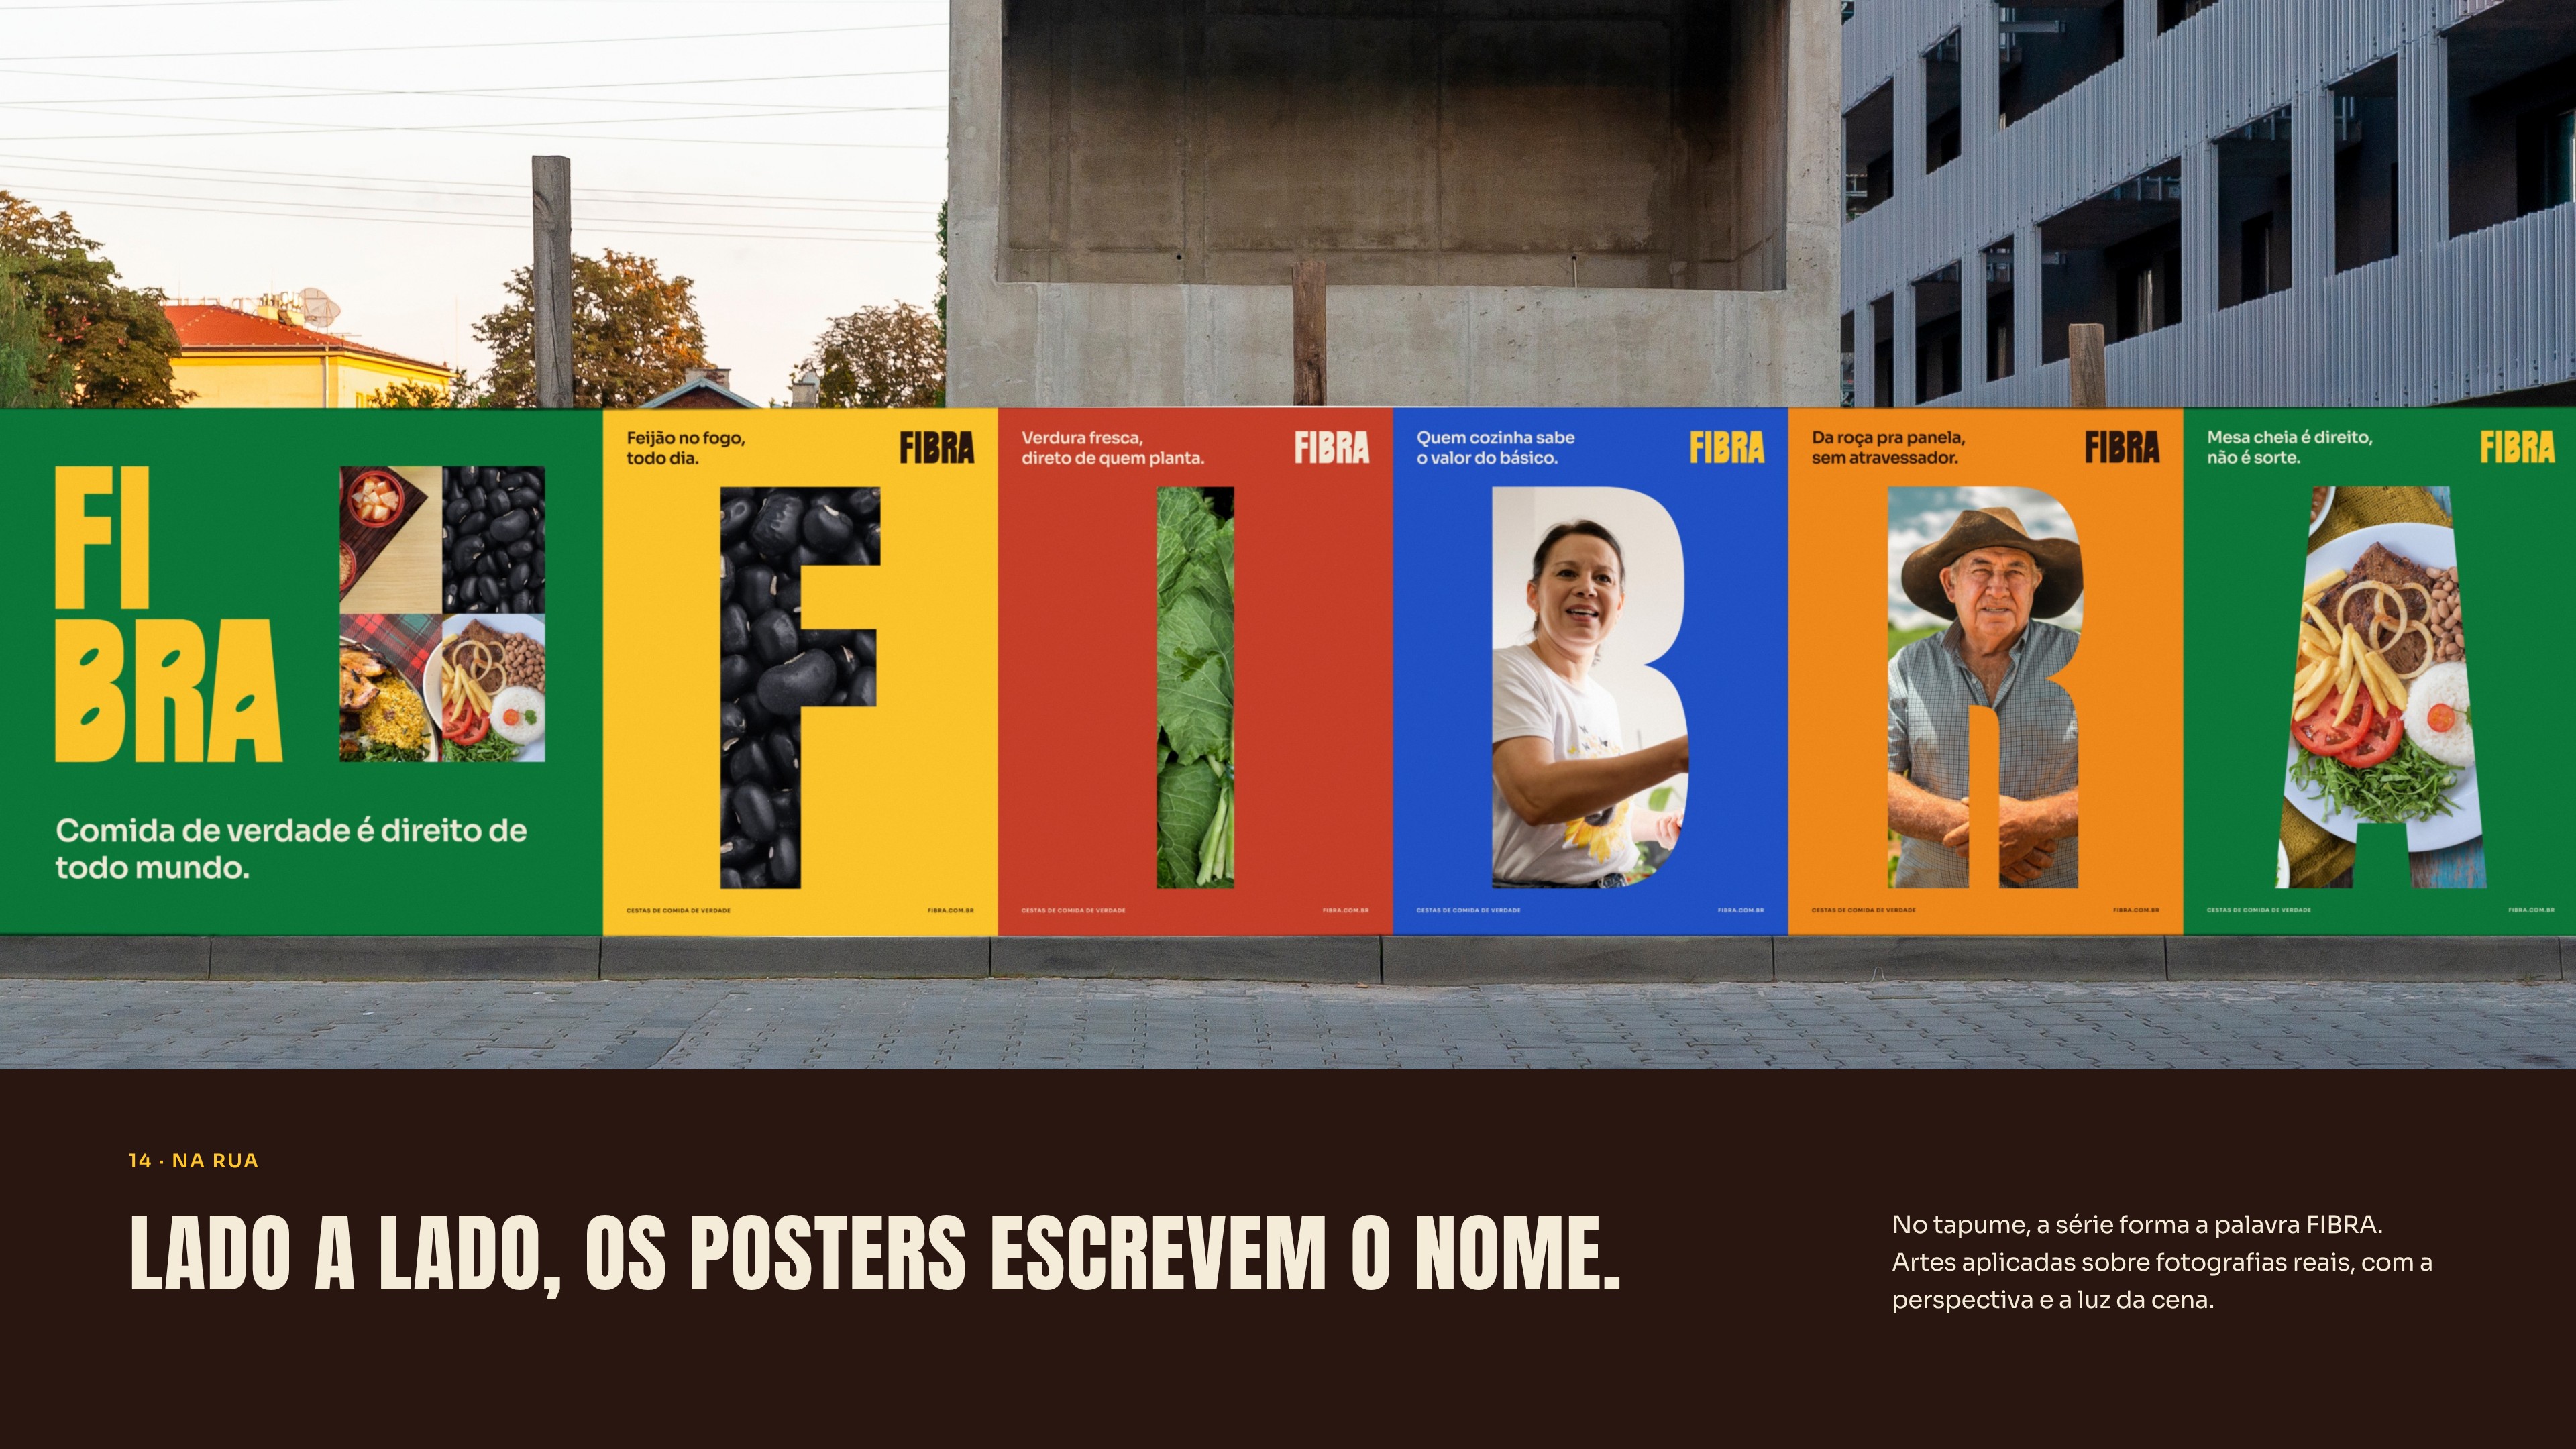 FI
BRA
Comida de verdade é direito de
todo mundo.
Feijão no fogo,
todo dia.
FIBRA
F
CESTAS DE COMIDA DE VERDADE
FIBRA.COM.BR
Verdura fresca,
direto de quem planta.
FIBRA
I
CESTAS DE COMIDA DE VERDADE
FIBRA.COM.BR
Quem cozinha sabe
o valor do básico.
FIBRA
B
CESTAS DE COMIDA DE VERDADE
FIBRA.COM.BR
Da roça pra panela,
sem atravessador.
FIBRA
R
CESTAS DE COMIDA DE VERDADE
FIBRA.COM.BR
Mesa cheia é direito,
não é sorte.
FIBRA
A
CESTAS DE COMIDA DE VERDADE
FIBRA.COM.BR
14 · NA RUA
LADO A LADO, OS POSTERS ESCREVEM O NOME.
No tapume, a série forma a palavra FIBRA.
Artes aplicadas sobre fotografias reais, com a
perspectiva e a luz da cena.